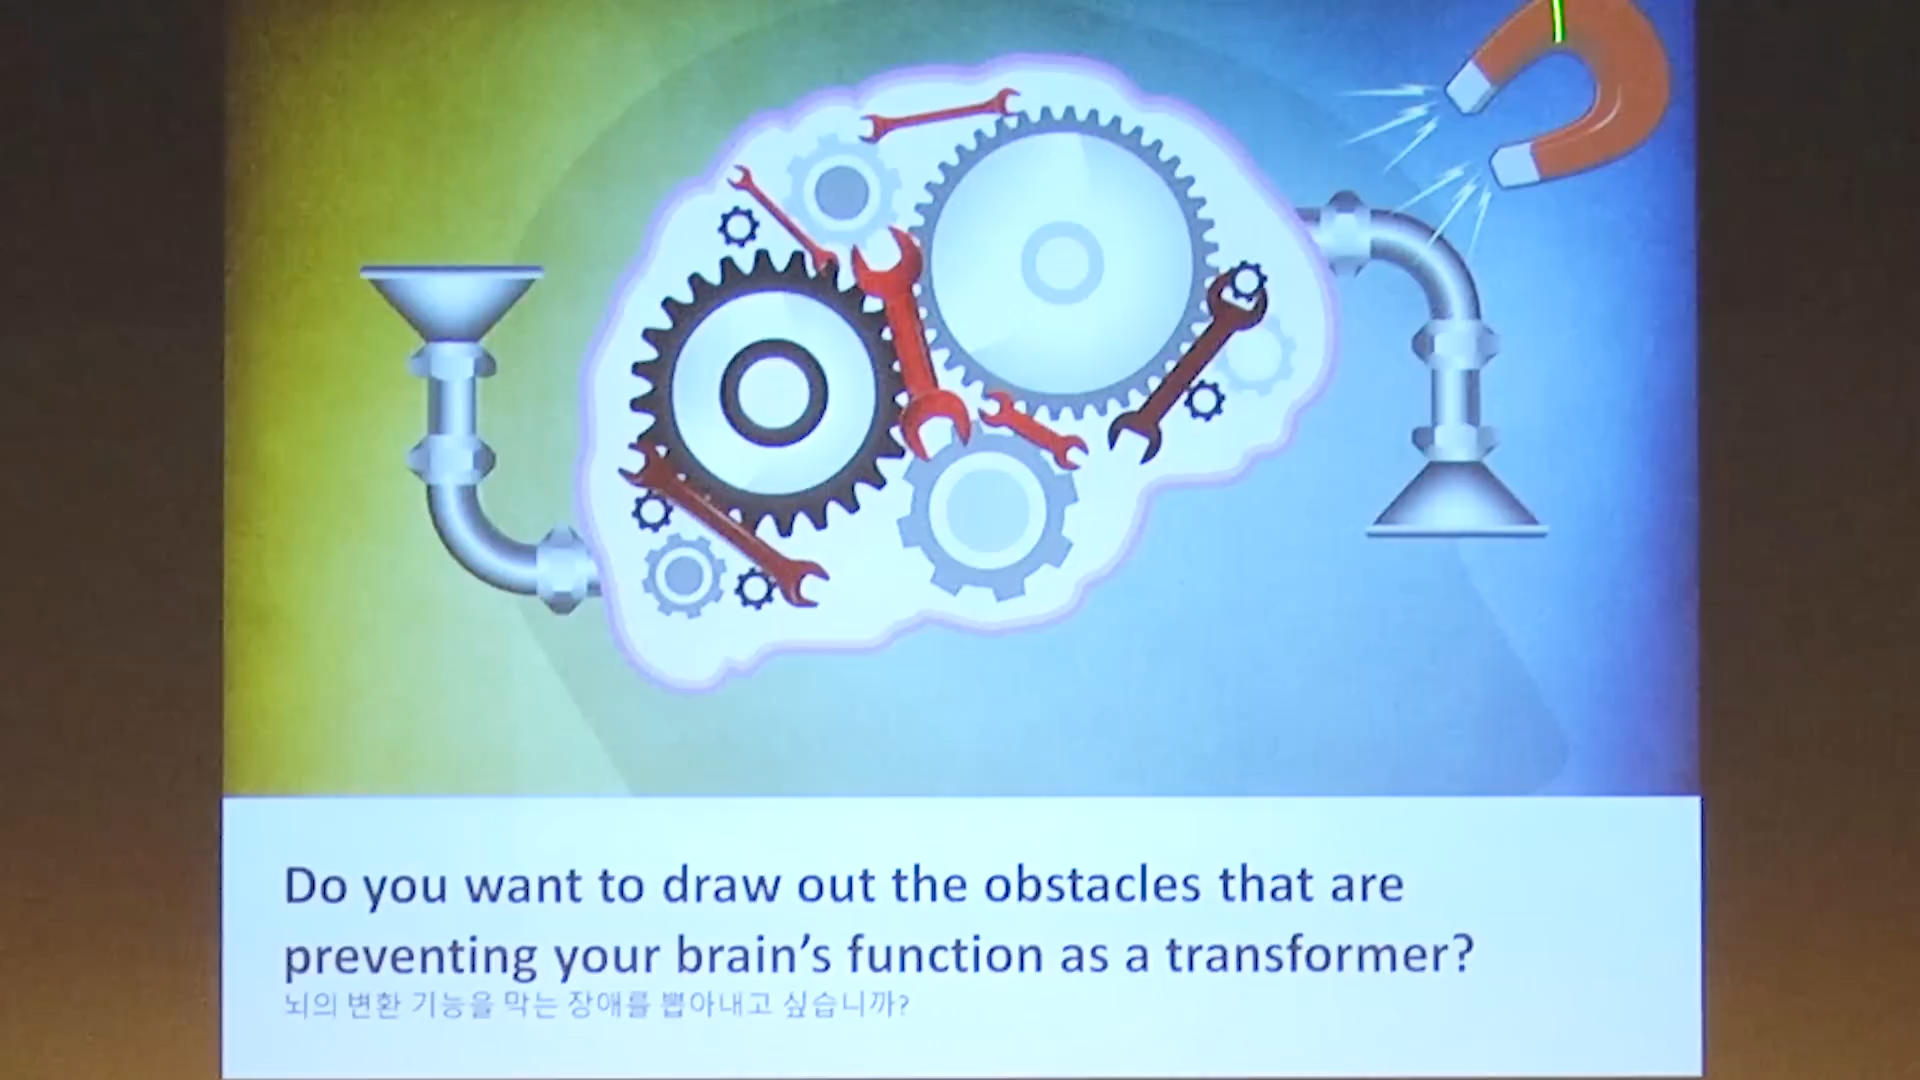 Do you want to draw out the obstacles that are
preventing your brain’s function as a transformer?
뇌의 변환 기능을 막는 장애를 뽑아내고 싶습니까?